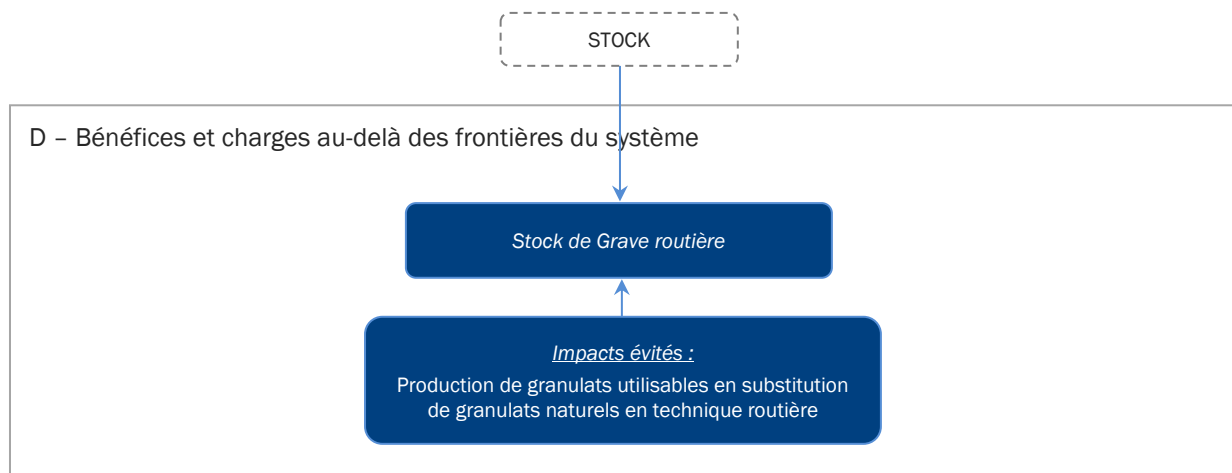 STOCK
D – Bénéfices et charges au-delà des frontières du système
Stock de Grave routière
Impacts évités :
Production de granulats utilisables en substitution
de granulats naturels en technique routière